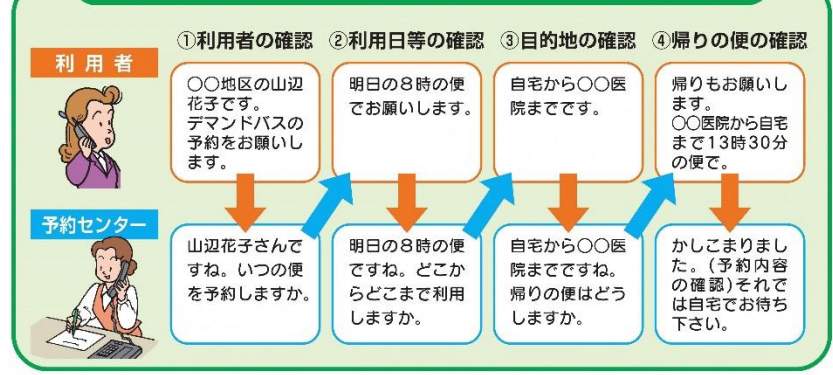 ①利用者の確認
②利用日等の確認
③目的地の確認
④帰りの便の確認
利用者
〇〇地区の山辺
花子です。
デマンドバスの
予約をお願いし
ます。
明日の8時の便
でお願いします。
自宅から〇〇医
院までです。
帰りもお願いし
ます。
〇〇医院から自宅
まで13時30分
の便で。
予約センター
山辺花子さんで
すね。いつの便
を予約しますか。
明日の8時の便
ですね。どこか
らどこまで利用
しますか。
自宅から〇〇医
院までですね。
帰りの便はどう
しますか。
かしこまりまし
た。(予約内容
の確認)それで
は自宅でお待ち
下さい。